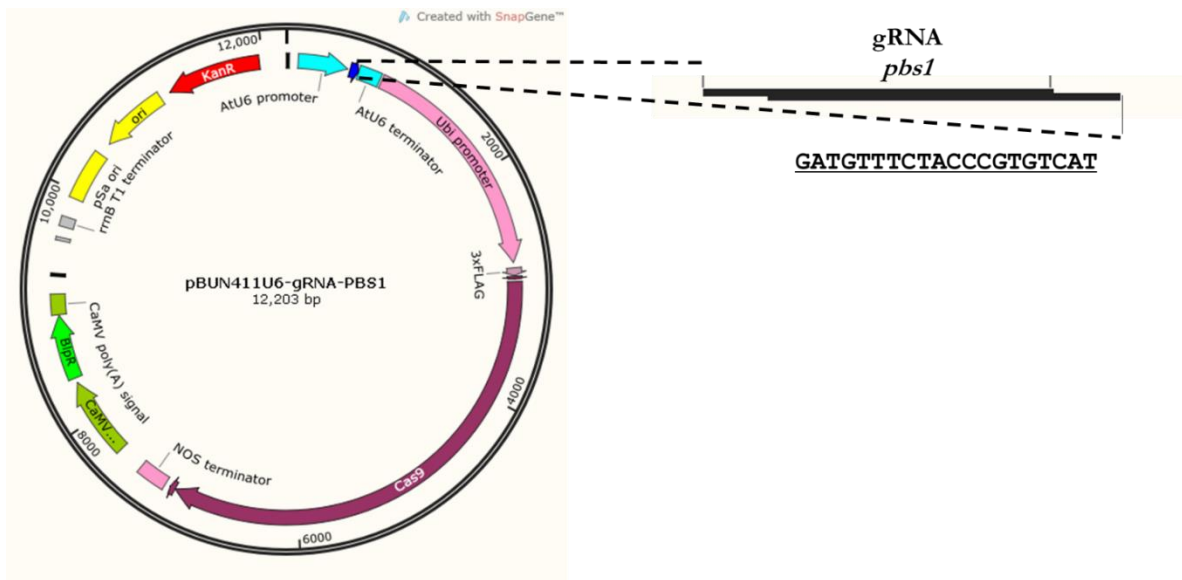 Created with SnapGene™
12,000
KanR
AtU6 promoter
AtU6 terminator
Ubi promoter
2000
ori
pSa ori
rrnB T1 terminator
10,000
3xFLAG
pBUN411U6-gRNA-PBS1
12,203 bp
CaMV poly(A) signal
BlpR
CaMV...
8000
NOS terminator
Cas9
4000
6000
gRNA
pbs1
GATGTTTCTACCCGTGTCAT